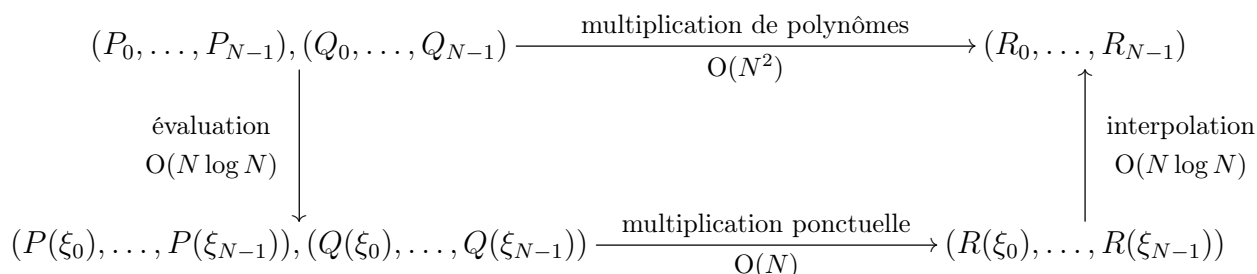 multiplication de polynômes
(P_0, …, P_{N−1}), (Q_0, …, Q_{N−1}) (R_0, …, R_{N−1})
O(N^2)
évaluation interpolation
O(N log N) O(N log N)
multiplication ponctuelle
(P(ξ_0), …, P(ξ_{N−1})), (Q(ξ_0), …, Q(ξ_{N−1})) (R(ξ_0), …, R(ξ_{N−1}))
O(N)